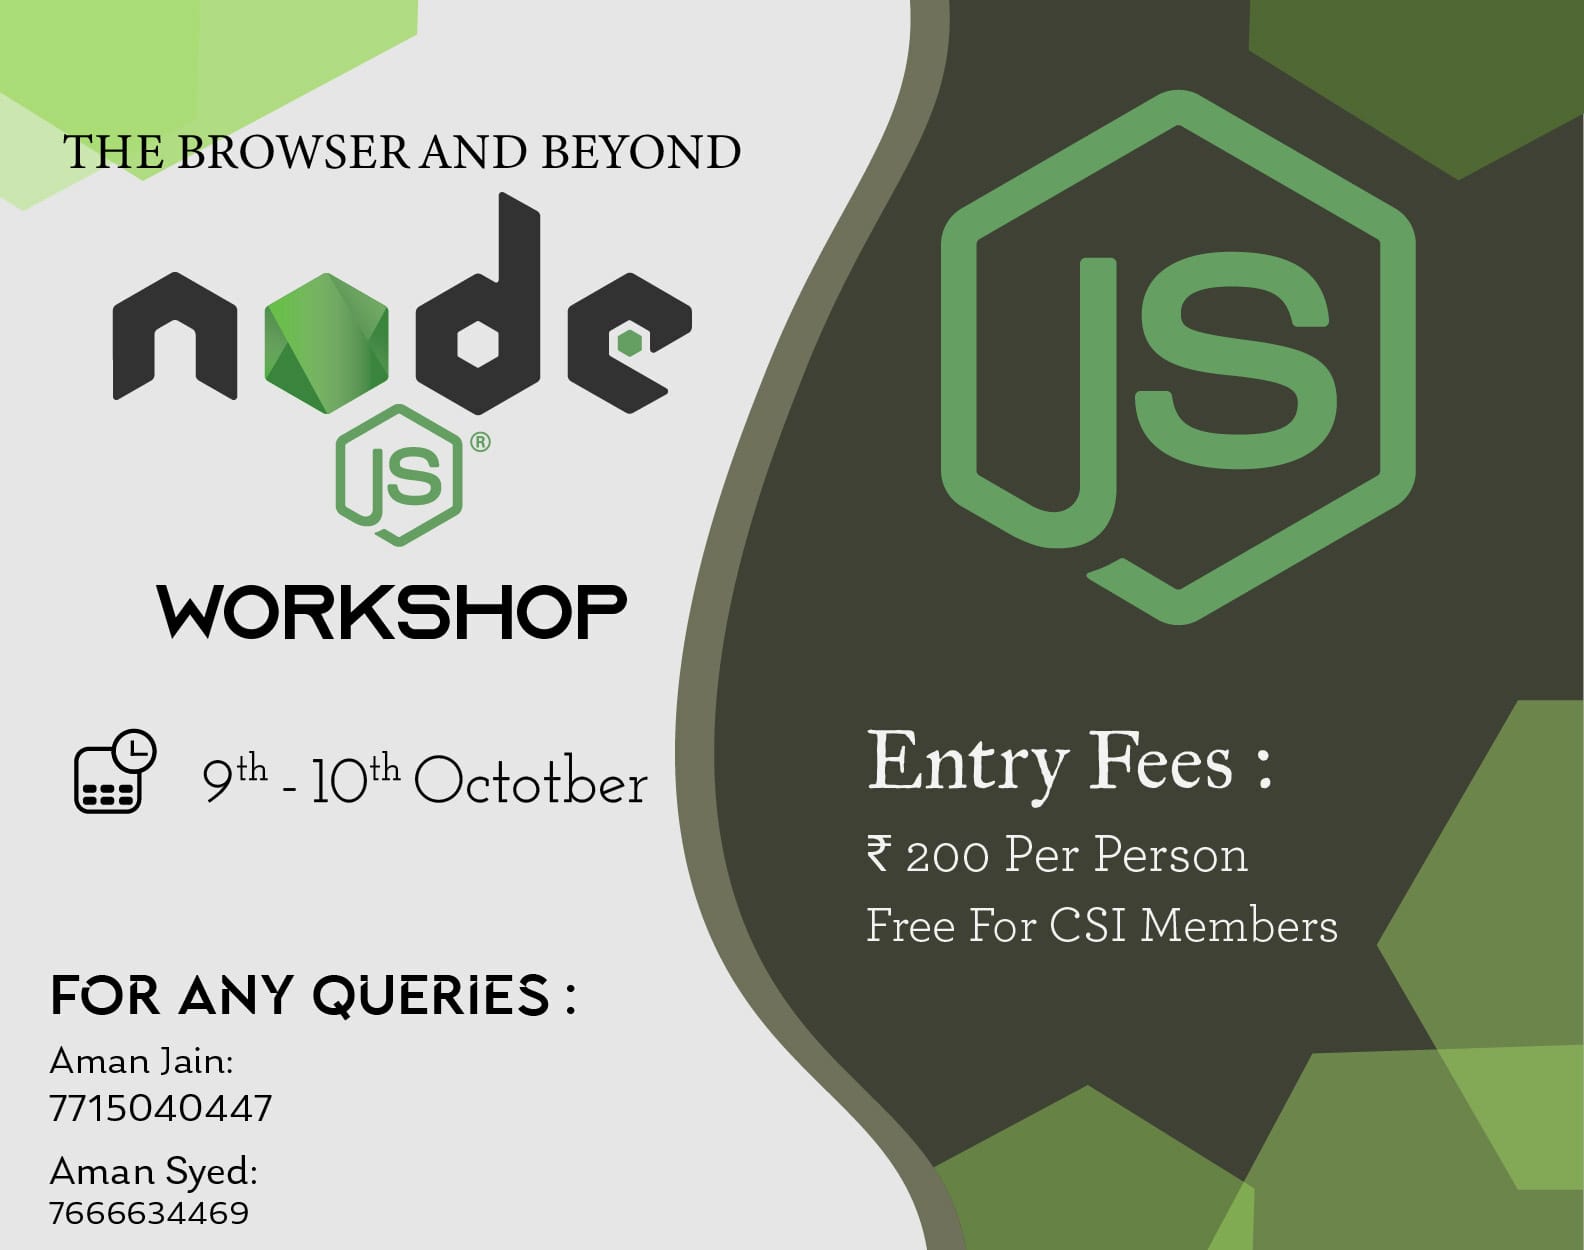 THE BROWSER AND BEYOND
node
JS ®
WORKSHOP
9th - 10th Octotber
FOR ANY QUERIES :
Aman Jain:
7715040447
Aman Syed:
7666634469
JS
Entry Fees :
₹ 200 Per Person
Free For CSI Members